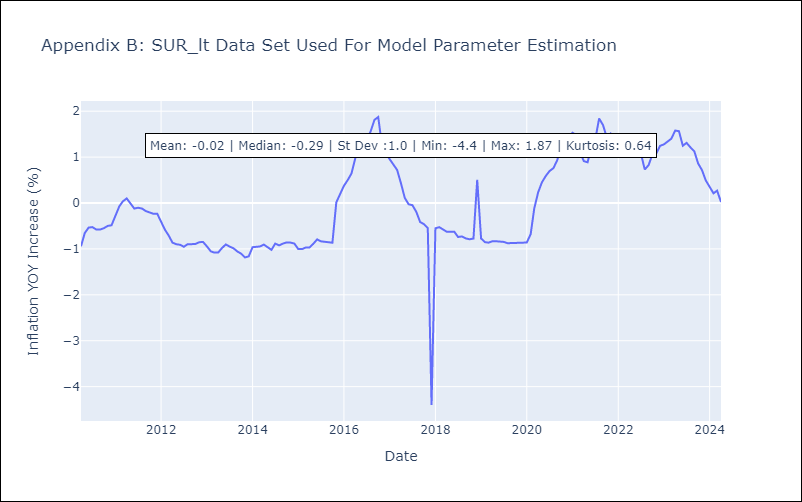 Appendix B: SUR_lt Data Set Used For Model Parameter Estimation
Mean: -0.02 | Median: -0.29 | St Dev :1.0 | Min: -4.4 | Max: 1.87 | Kurtosis: 0.64
Inflation YOY Increase (%)
2
1
0
−1
−2
−3
−4
2012 2014 2016 2018 2020 2022 2024
Date